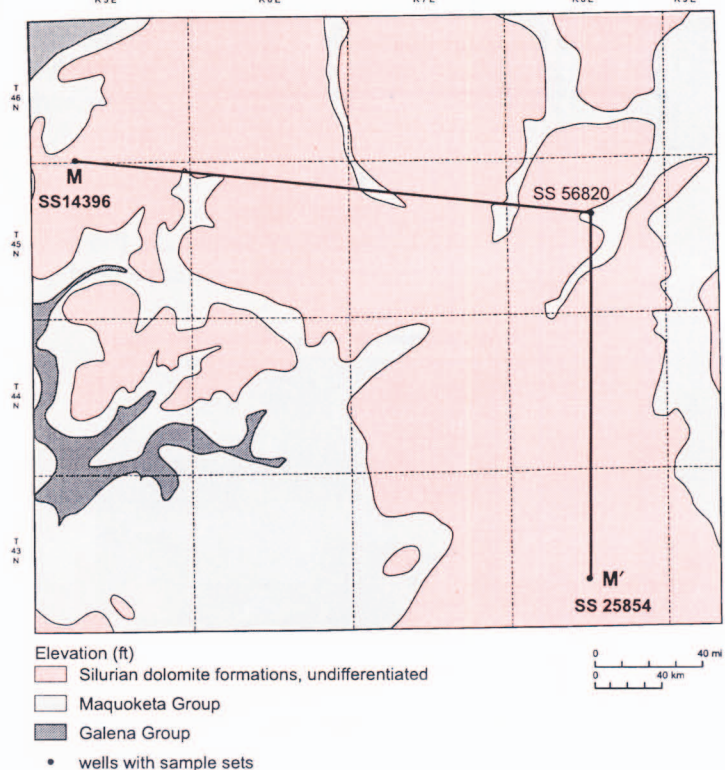 T
46
N
M
SS14396
SS 56820
T
45
N
T
44
N
T
43
N
M′
SS 25854
Elevation (ft)
Silurian dolomite formations, undifferentiated
Maquoketa Group
Galena Group
wells with sample sets
0 40 mi
0 40 km